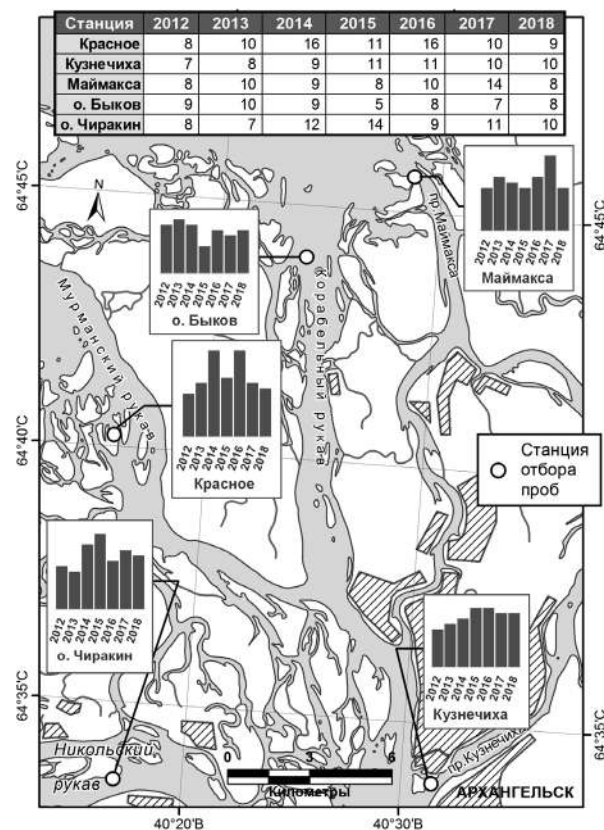 Станция 2012 2013 2014 2015 2016 2017 2018
Красное 8 10 16 11 16 10 9
Кузнечиха 7 8 9 11 11 10 10
Маймакса 8 10 9 8 10 14 8
о. Быков 9 10 9 5 8 7 8
о. Чиракин 8 7 12 14 9 11 10
64°45'С
N
2012 2013 2014 2015 2016 2017 2018
Маймакса
пр. Маймакса
64°45'С
2012 2013 2014 2015 2016 2017 2018
о. Быков
Мурманский рукав
Корабельный рукав
2012 2013 2014 2015 2016 2017 2018
Красное
64°40'С
64°40'С
Станция
отбора
проб
2012 2013 2014 2015 2016 2017 2018
о. Чиракин
2012 2013 2014 2015 2016 2017 2018
Кузнечиха
64°35'С
64°35'С
Никольский
рукав
0 3 6
Километры
пр.Кузнечиха
АРХАНГЕЛЬСК
40°20'В
40°30'В